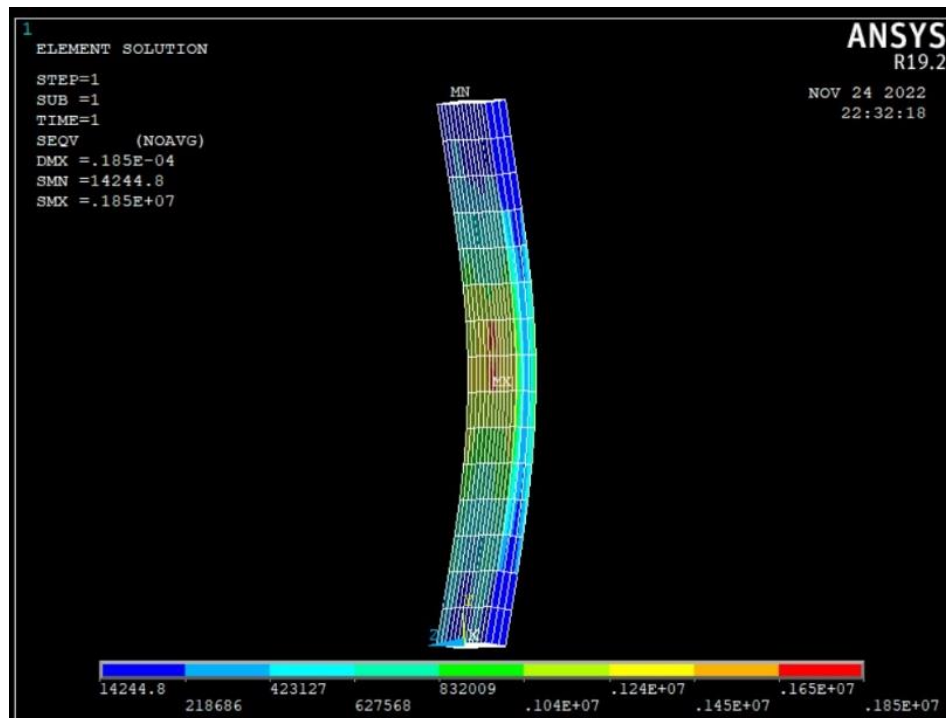 1
ELEMENT SOLUTION
STEP=1
SUB =1
TIME=1
SEQV (NOAVG)
DMX =.185E-04
SMN =14244.8
SMX =.185E+07
ANSYS
R19.2
NOV 24 2022
22:32:18
MN
MX
Z X
14244.8 423127 832009 .124E+07 .165E+07
218686 627568 .104E+07 .145E+07 .185E+07